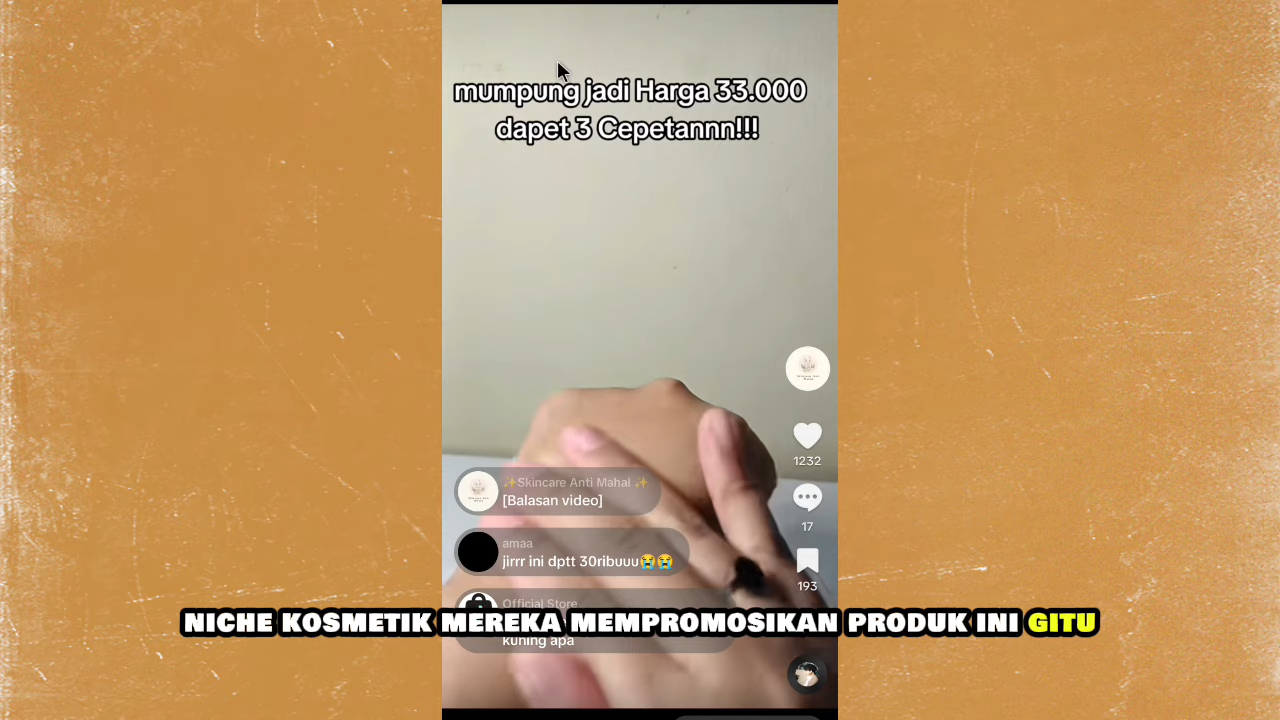 mumpung jadi Harga 33.000
dapet 3 Cepetannn!!!
1232
✨Skincare Anti Mahal ✨
[Balasan video]
17
amaa
jirrr ini dptt 30ribuuu😭😭
193
Official Store
kuning apa
NICHE KOSMETIK MEREKA MEMPROMOSIKAN PRODUK INI GITU